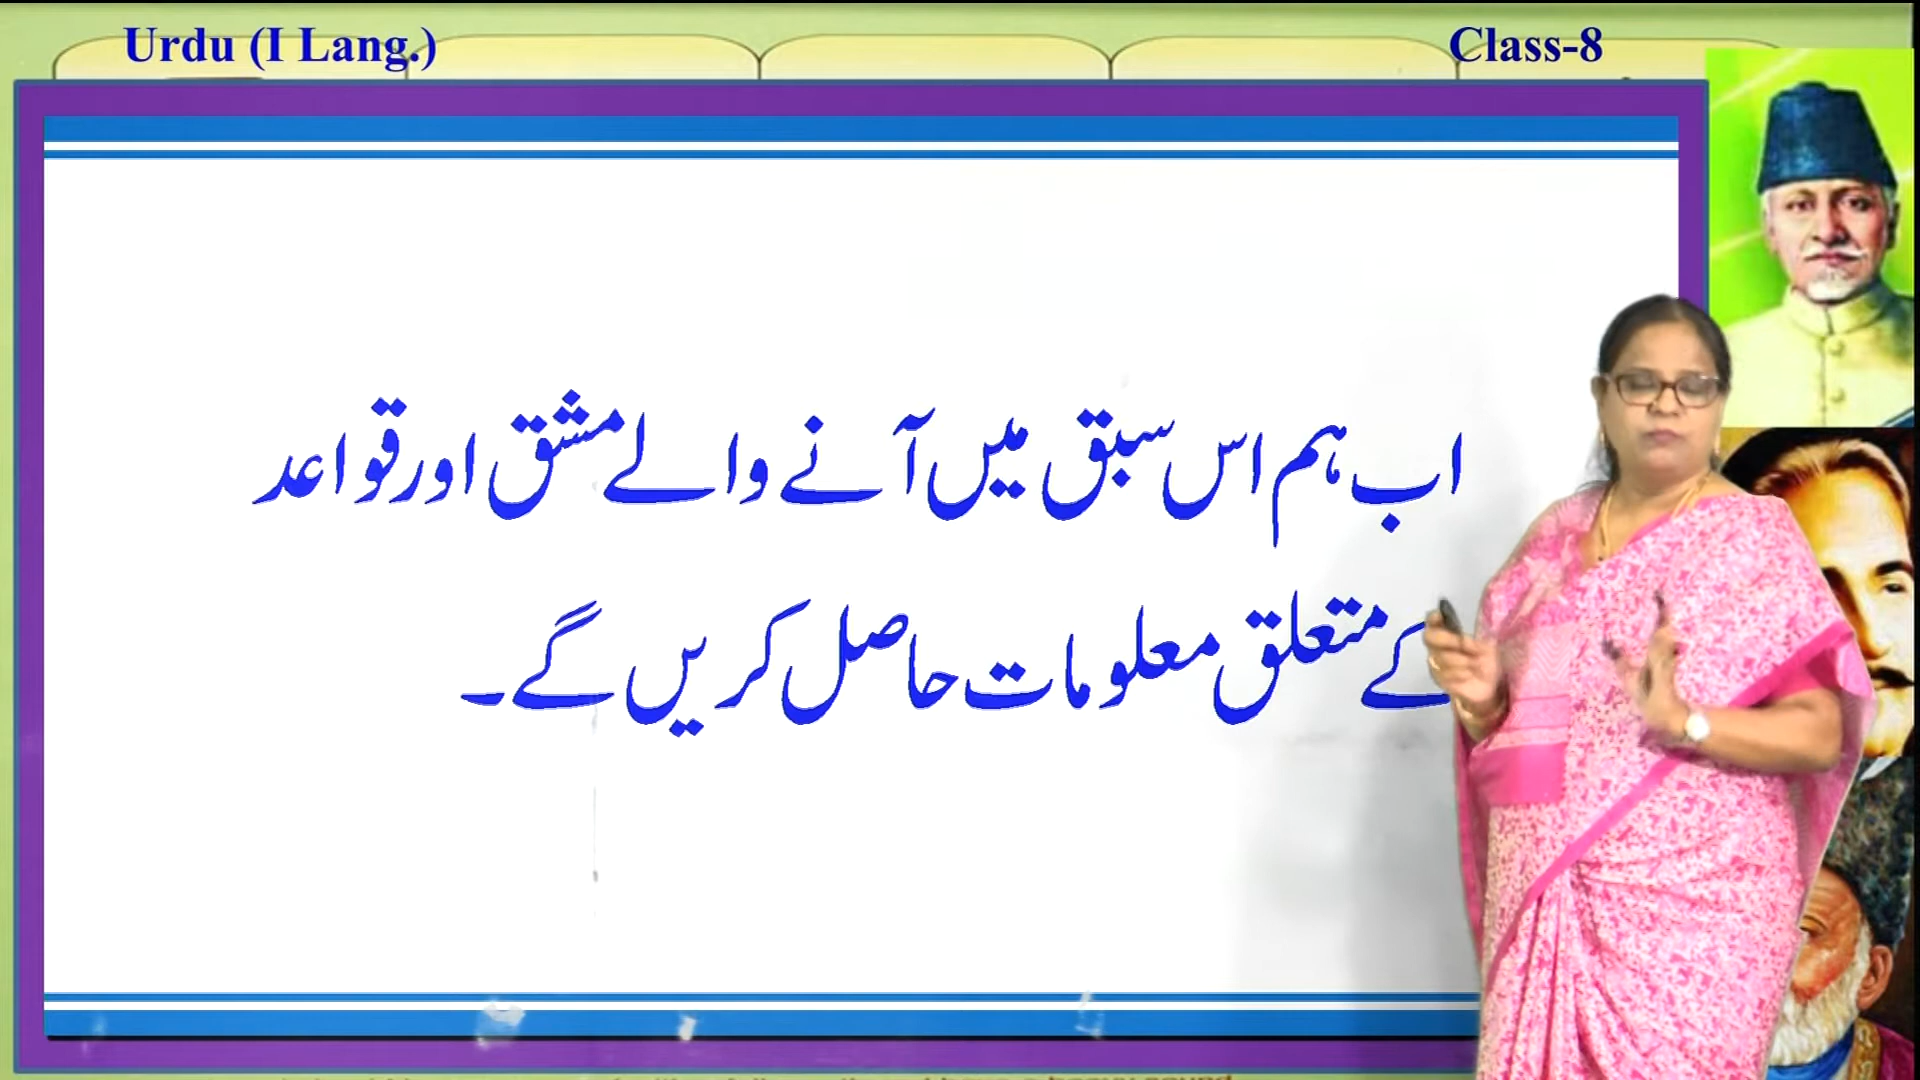 Urdu (I Lang.)
Class-8
اب ہم اس سبق میں آنے والے مشق اور قواعد
کے متعلق معلومات حاصل کریں گے۔